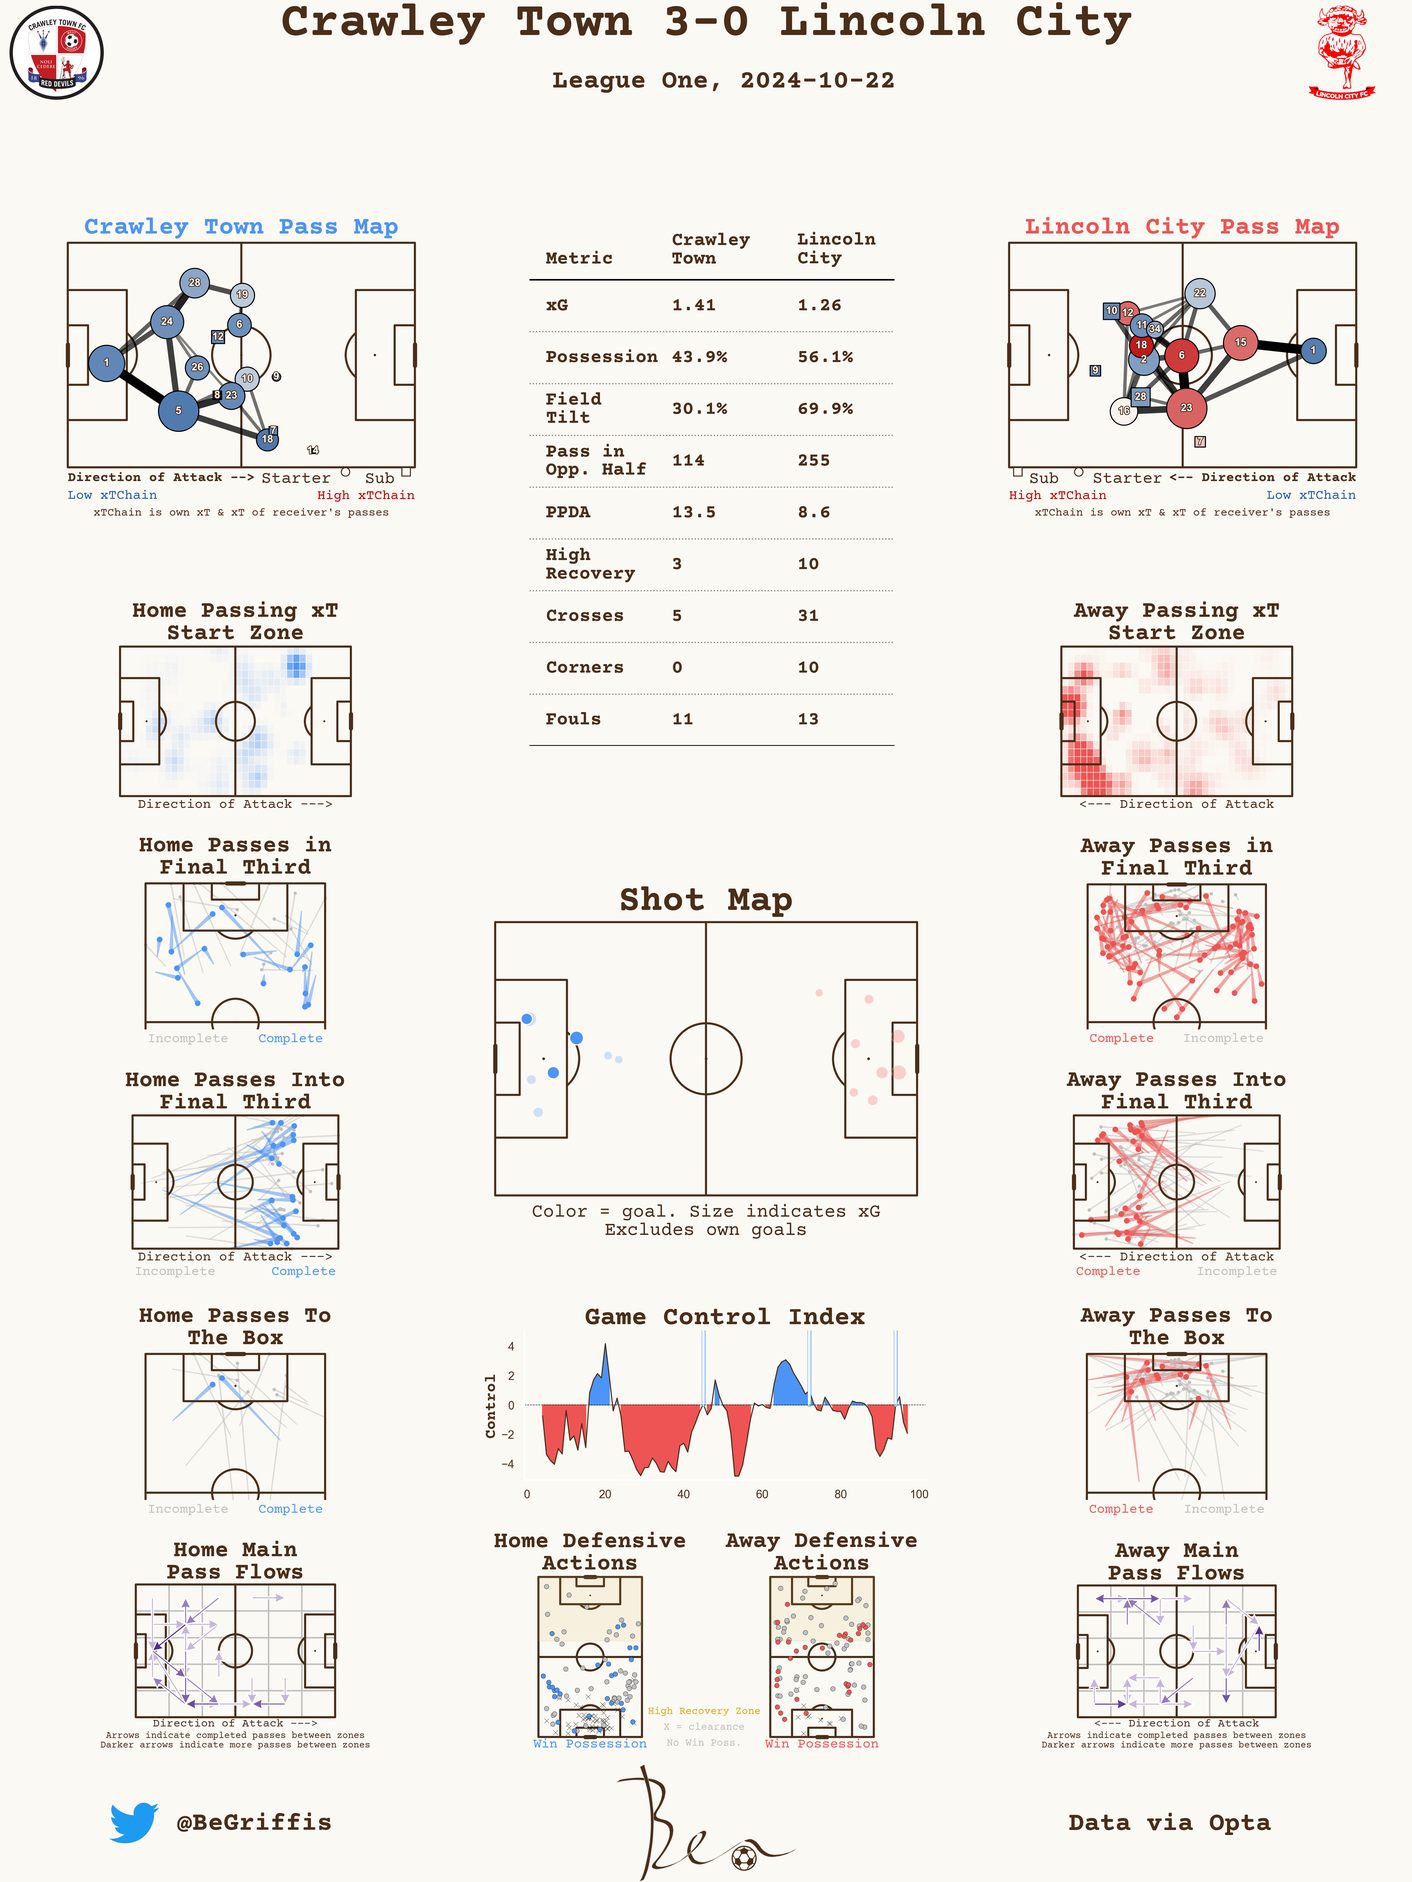 Crawley Town 3-0 Lincoln City
League One, 2024-10-22
CRAWLEY TOWN FC
NOLI CEDERE
18 96
RED DEVILS
LINCOLN CITY FC
Crawley Town Pass Map
28
19
24
6
12
1
26
10
9
8
23
5
7
18
14
Direction of Attack --> Starter Sub
Low xTChain High xTChain
xTChain is own xT & xT of receiver's passes
Metric Crawley Town Lincoln City
xG 1.41 1.26
Possession 43.9% 56.1%
Field Tilt 30.1% 69.9%
Pass in Opp. Half 114 255
PPDA 13.5 8.6
High Recovery 3 10
Crosses 5 31
Corners 0 10
Fouls 11 13
Lincoln City Pass Map
22
10
12
11
34
18
15
1
6
2
9
28
16
23
7
Sub Starter <-- Direction of Attack
High xTChain Low xTChain
xTChain is own xT & xT of receiver's passes
Home Passing xT
Start Zone
Direction of Attack --->
Away Passing xT
Start Zone
<--- Direction of Attack
Home Passes in
Final Third
Incomplete Complete
Shot Map
Color = goal. Size indicates xG
Excludes own goals
Away Passes in
Final Third
Complete Incomplete
Home Passes Into
Final Third
Direction of Attack --->
Incomplete Complete
Away Passes Into
Final Third
<--- Direction of Attack
Complete Incomplete
Home Passes To
The Box
Incomplete Complete
Game Control Index
Control
4
2
0
−2
−4
0 20 40 60 80 100
Away Passes To
The Box
Complete Incomplete
Home Main
Pass Flows
Direction of Attack --->
Arrows indicate completed passes between zones
Darker arrows indicate more passes between zones
Home Defensive
Actions
Win Possession
High Recovery Zone
X = clearance
No Win Poss.
Away Defensive
Actions
Win Possession
Away Main
Pass Flows
<--- Direction of Attack
Arrows indicate completed passes between zones
Darker arrows indicate more passes between zones
@BeGriffis
Ben
Data via Opta